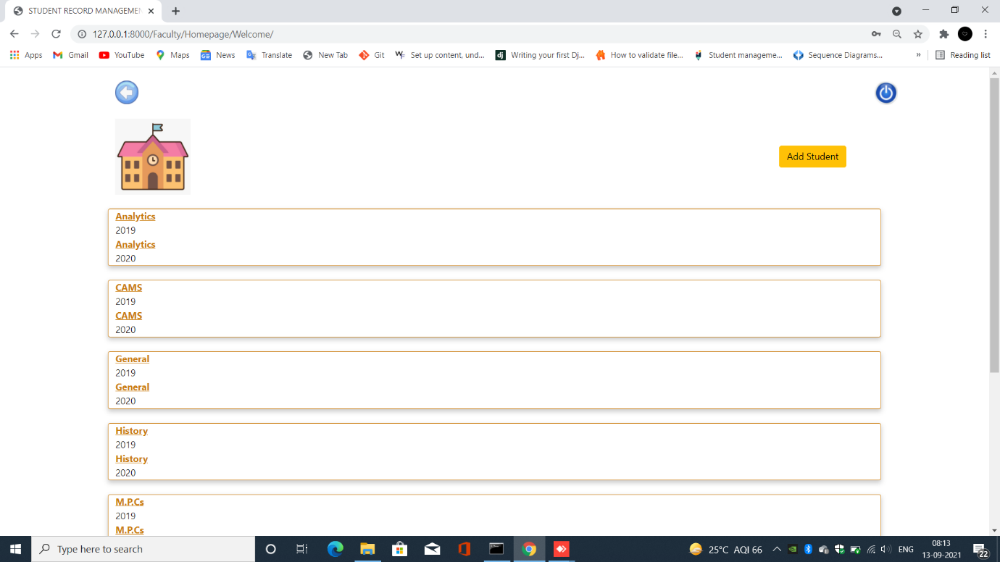 STUDENT RECORD MANAGEMEN
127.0.0.1:8000/Faculty/Homepage/Welcome/
Apps Gmail YouTube Maps News Translate New Tab Git Set up content, und... Writing your first Dj... How to validate file... Student manageme... Sequence Diagrams... » Reading list
Add Student
Analytics
2019
Analytics
2020
CAMS
2019
CAMS
2020
General
2019
General
2020
History
2019
History
2020
M.P.Cs
2019
M.P.Cs
Type here to search 25°C AQI 66 ENG 08:13
13-09-2021 22